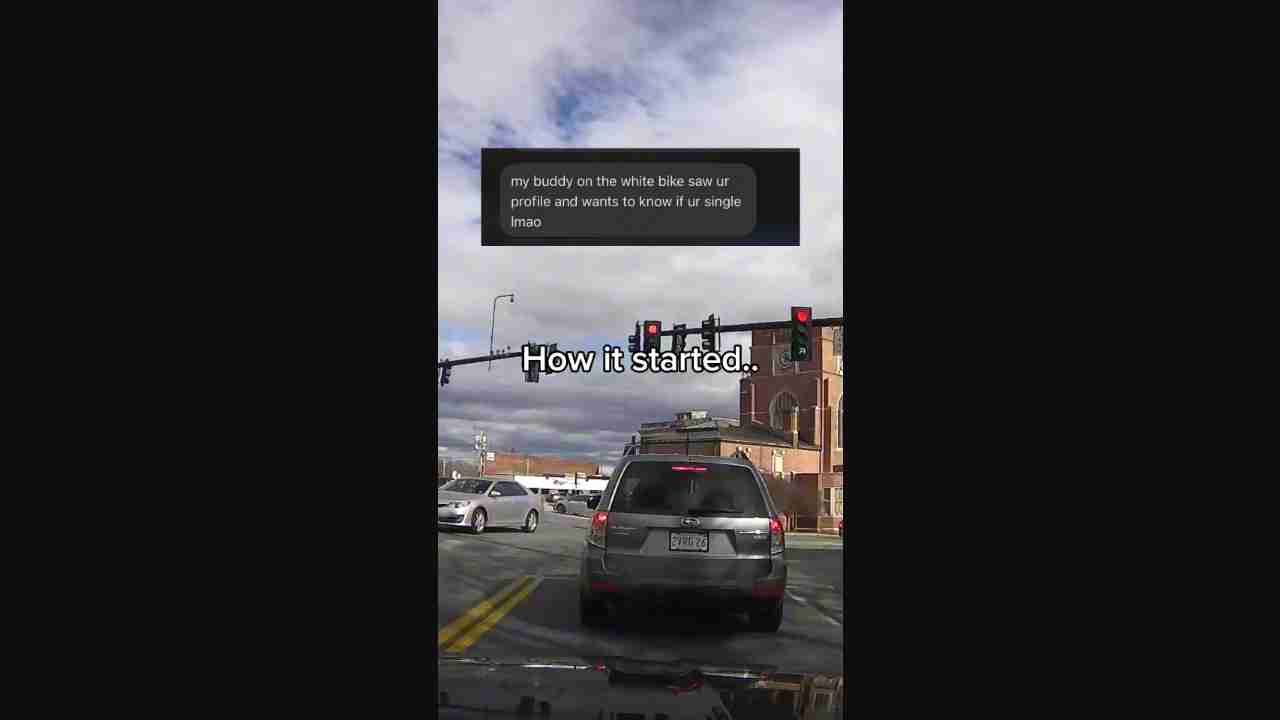 my buddy on the white bike saw ur
profile and wants to know if ur single
lmao
How it started..